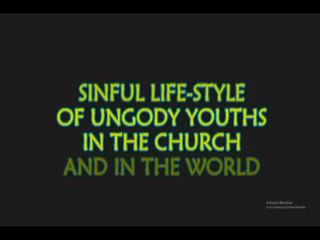 SINFUL LIFE-STYLE
OF UNGODY YOUTHS
IN THE CHURCH
AND IN THE WORLD